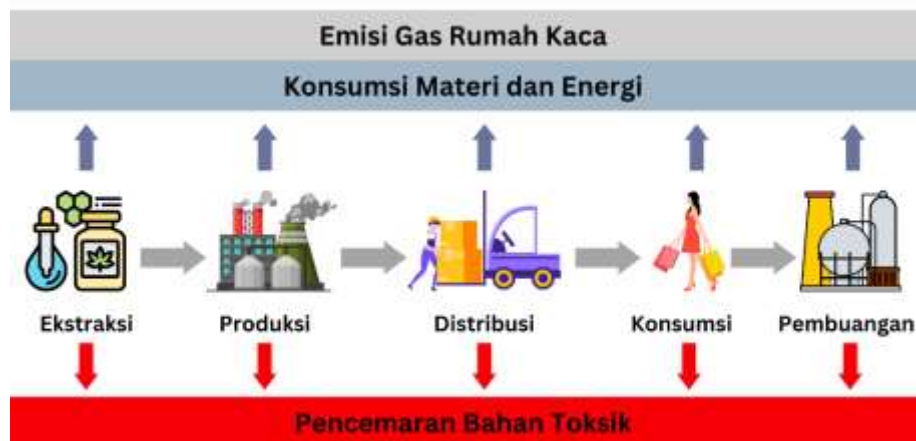 Emisi Gas Rumah Kaca
Konsumsi Materi dan Energi
Ekstraksi
Produksi
Distribusi
Konsumsi
Pembuangan
Pencemaran Bahan Toksik